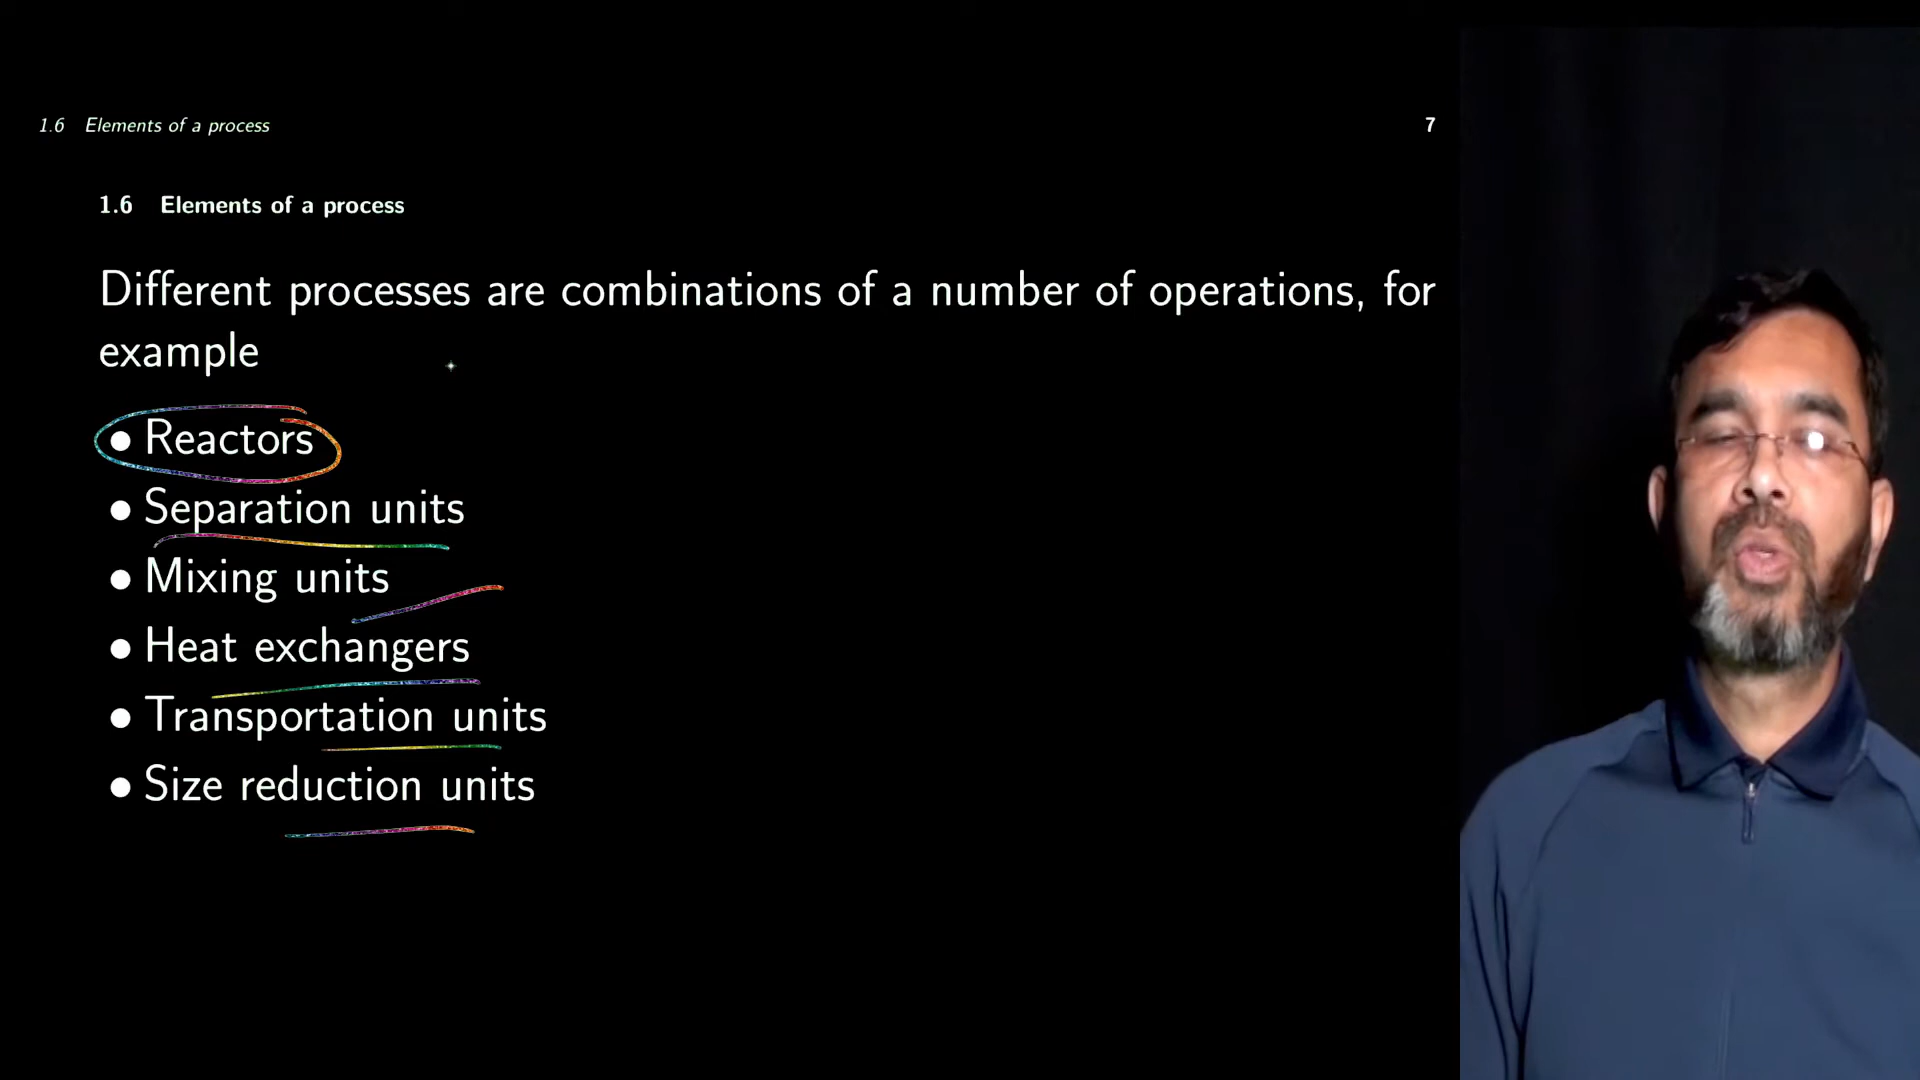 1.6 Elements of a process 7
1.6 Elements of a process
Different processes are combinations of a number of operations, for
example
• Reactors
• Separation units
• Mixing units
• Heat exchangers
• Transportation units
• Size reduction units